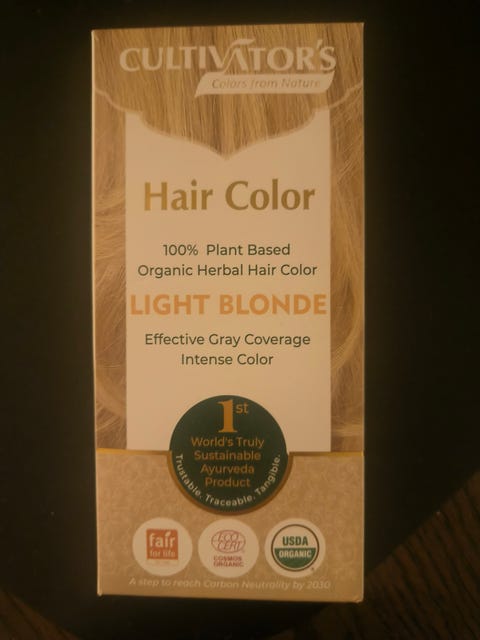 CULTIVATOR'S
Colors from Nature
Hair Color
100% Plant Based
Organic Herbal Hair Color
LIGHT BLONDE
Effective Gray Coverage
Intense Color
1st
World's Truly
Sustainable
Ayurveda
Product
Trustable. Traceable. Tangible.
fair
for life
ECO
CERT
COSMOS
ORGANIC
USDA
ORGANIC
A step to reach Carbon Neutrality by 2030